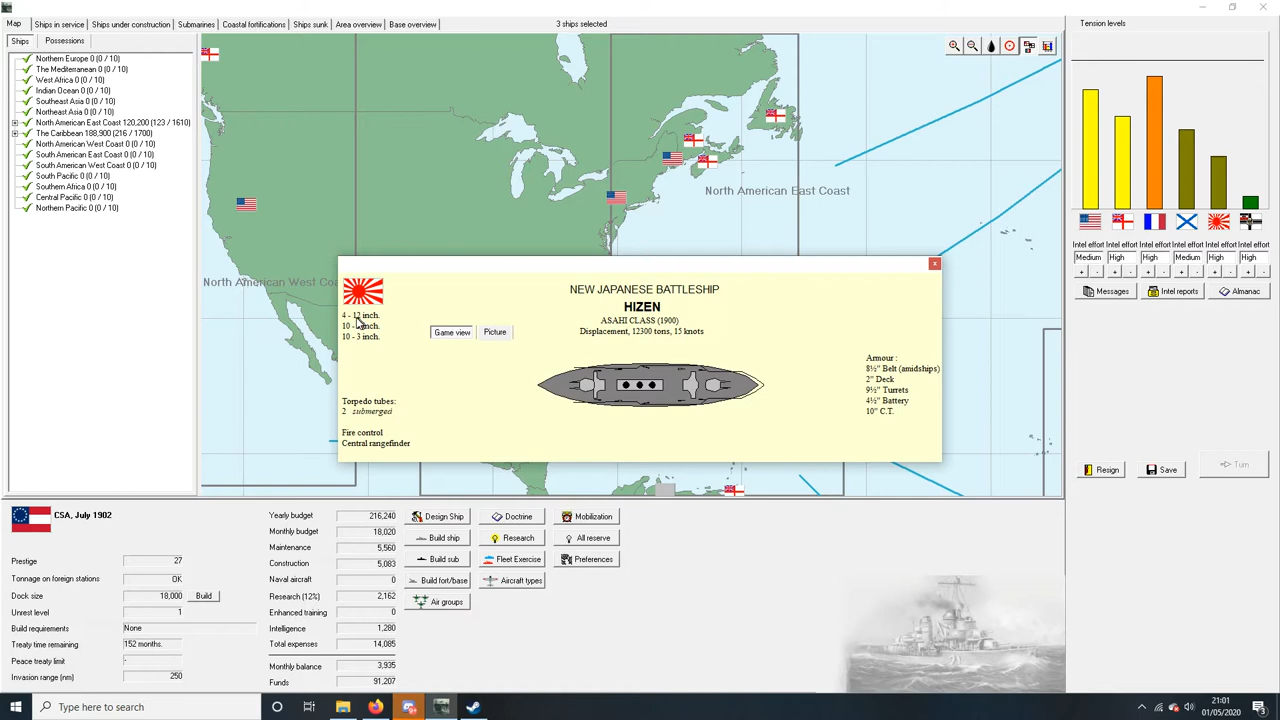 Map
Ships in service
Ships under construction
Submarines
Coastal fortifications
Ships sunk
Area overview
Base overview
3 ships selected
Ships
Possessions
Northern Europe 0 (0 / 10)
The Mediterranean 0 (0 / 10)
West Africa 0 (0 / 10)
Indian Ocean 0 (0 / 10)
Southeast Asia 0 (0 / 10)
Northeast Asia 0 (0 / 10)
North American East Coast 120,200 (123 / 1610)
The Caribbean 188,900 (216 / 1700)
North American West Coast 0 (0 / 10)
South American East Coast 0 (0 / 10)
South American West Coast 0 (0 / 10)
South Pacific 0 (0 / 10)
Southern Africa 0 (0 / 10)
Central Pacific 0 (0 / 10)
Northern Pacific 0 (0 / 10)
North American East Coast
North American West Coa
Tension levels
Intel effort Intel effort Intel effort Intel effort Intel effort Intel effort
Medium High High Medium High High
+ - + - + - + - + - + -
Messages
Intel reports
Almanac
Resign
Save
Turn
NEW JAPANESE BATTLESHIP
HIZEN
ASAHI CLASS (1900)
Displacement, 12300 tons, 15 knots
4 - 12 inch.
10 - inch.
10 - 3 inch.
Game view
Picture
Torpedo tubes:
2 submerged
Fire control
Central rangefinder
Armour :
8½" Belt (amidships)
2" Deck
9½" Turrets
4½" Battery
10" C.T.
CSA, July 1902
Prestige 27
Tonnage on foreign stations OK
Dock size 18,000 Build
Unrest level 1
Build requirements None
Treaty time remaining 152 months.
Peace treaty limit -
Invasion range (nm) 250
Yearly budget 216,240
Monthly budget 18,020
Maintenance 5,560
Construction 5,083
Naval aircraft 0
Research (12%) 2,162
Enhanced training 0
Intelligence 1,280
Total expenses 14,085
Monthly balance 3,935
Funds 91,207
Design Ship
Doctrine
Mobilization
Build ship
Research
All reserve
Build sub
Fleet Exercise
Preferences
Build fort/base
Aircraft types
Air groups
Type here to search
21:01
01/05/2020